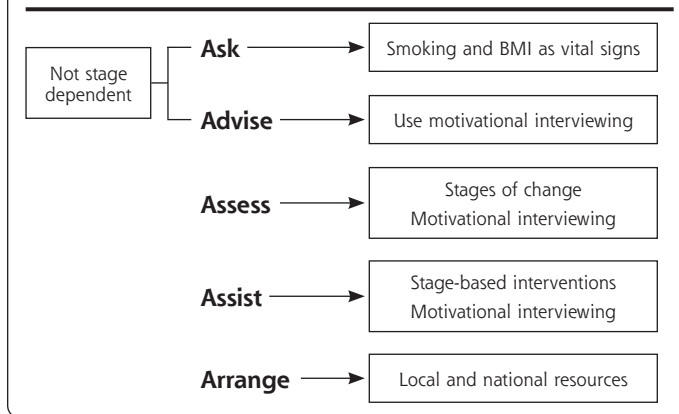 Not stage
dependent
Ask
Smoking and BMI as vital signs
Advise
Use motivational interviewing
Assess
Stages of change
Motivational interviewing
Assist
Stage-based interventions
Motivational interviewing
Arrange
Local and national resources